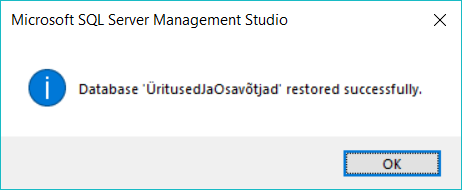 Microsoft SQL Server Management Studio
Database 'ÜritusedJaOsavõtjad' restored successfully.
OK